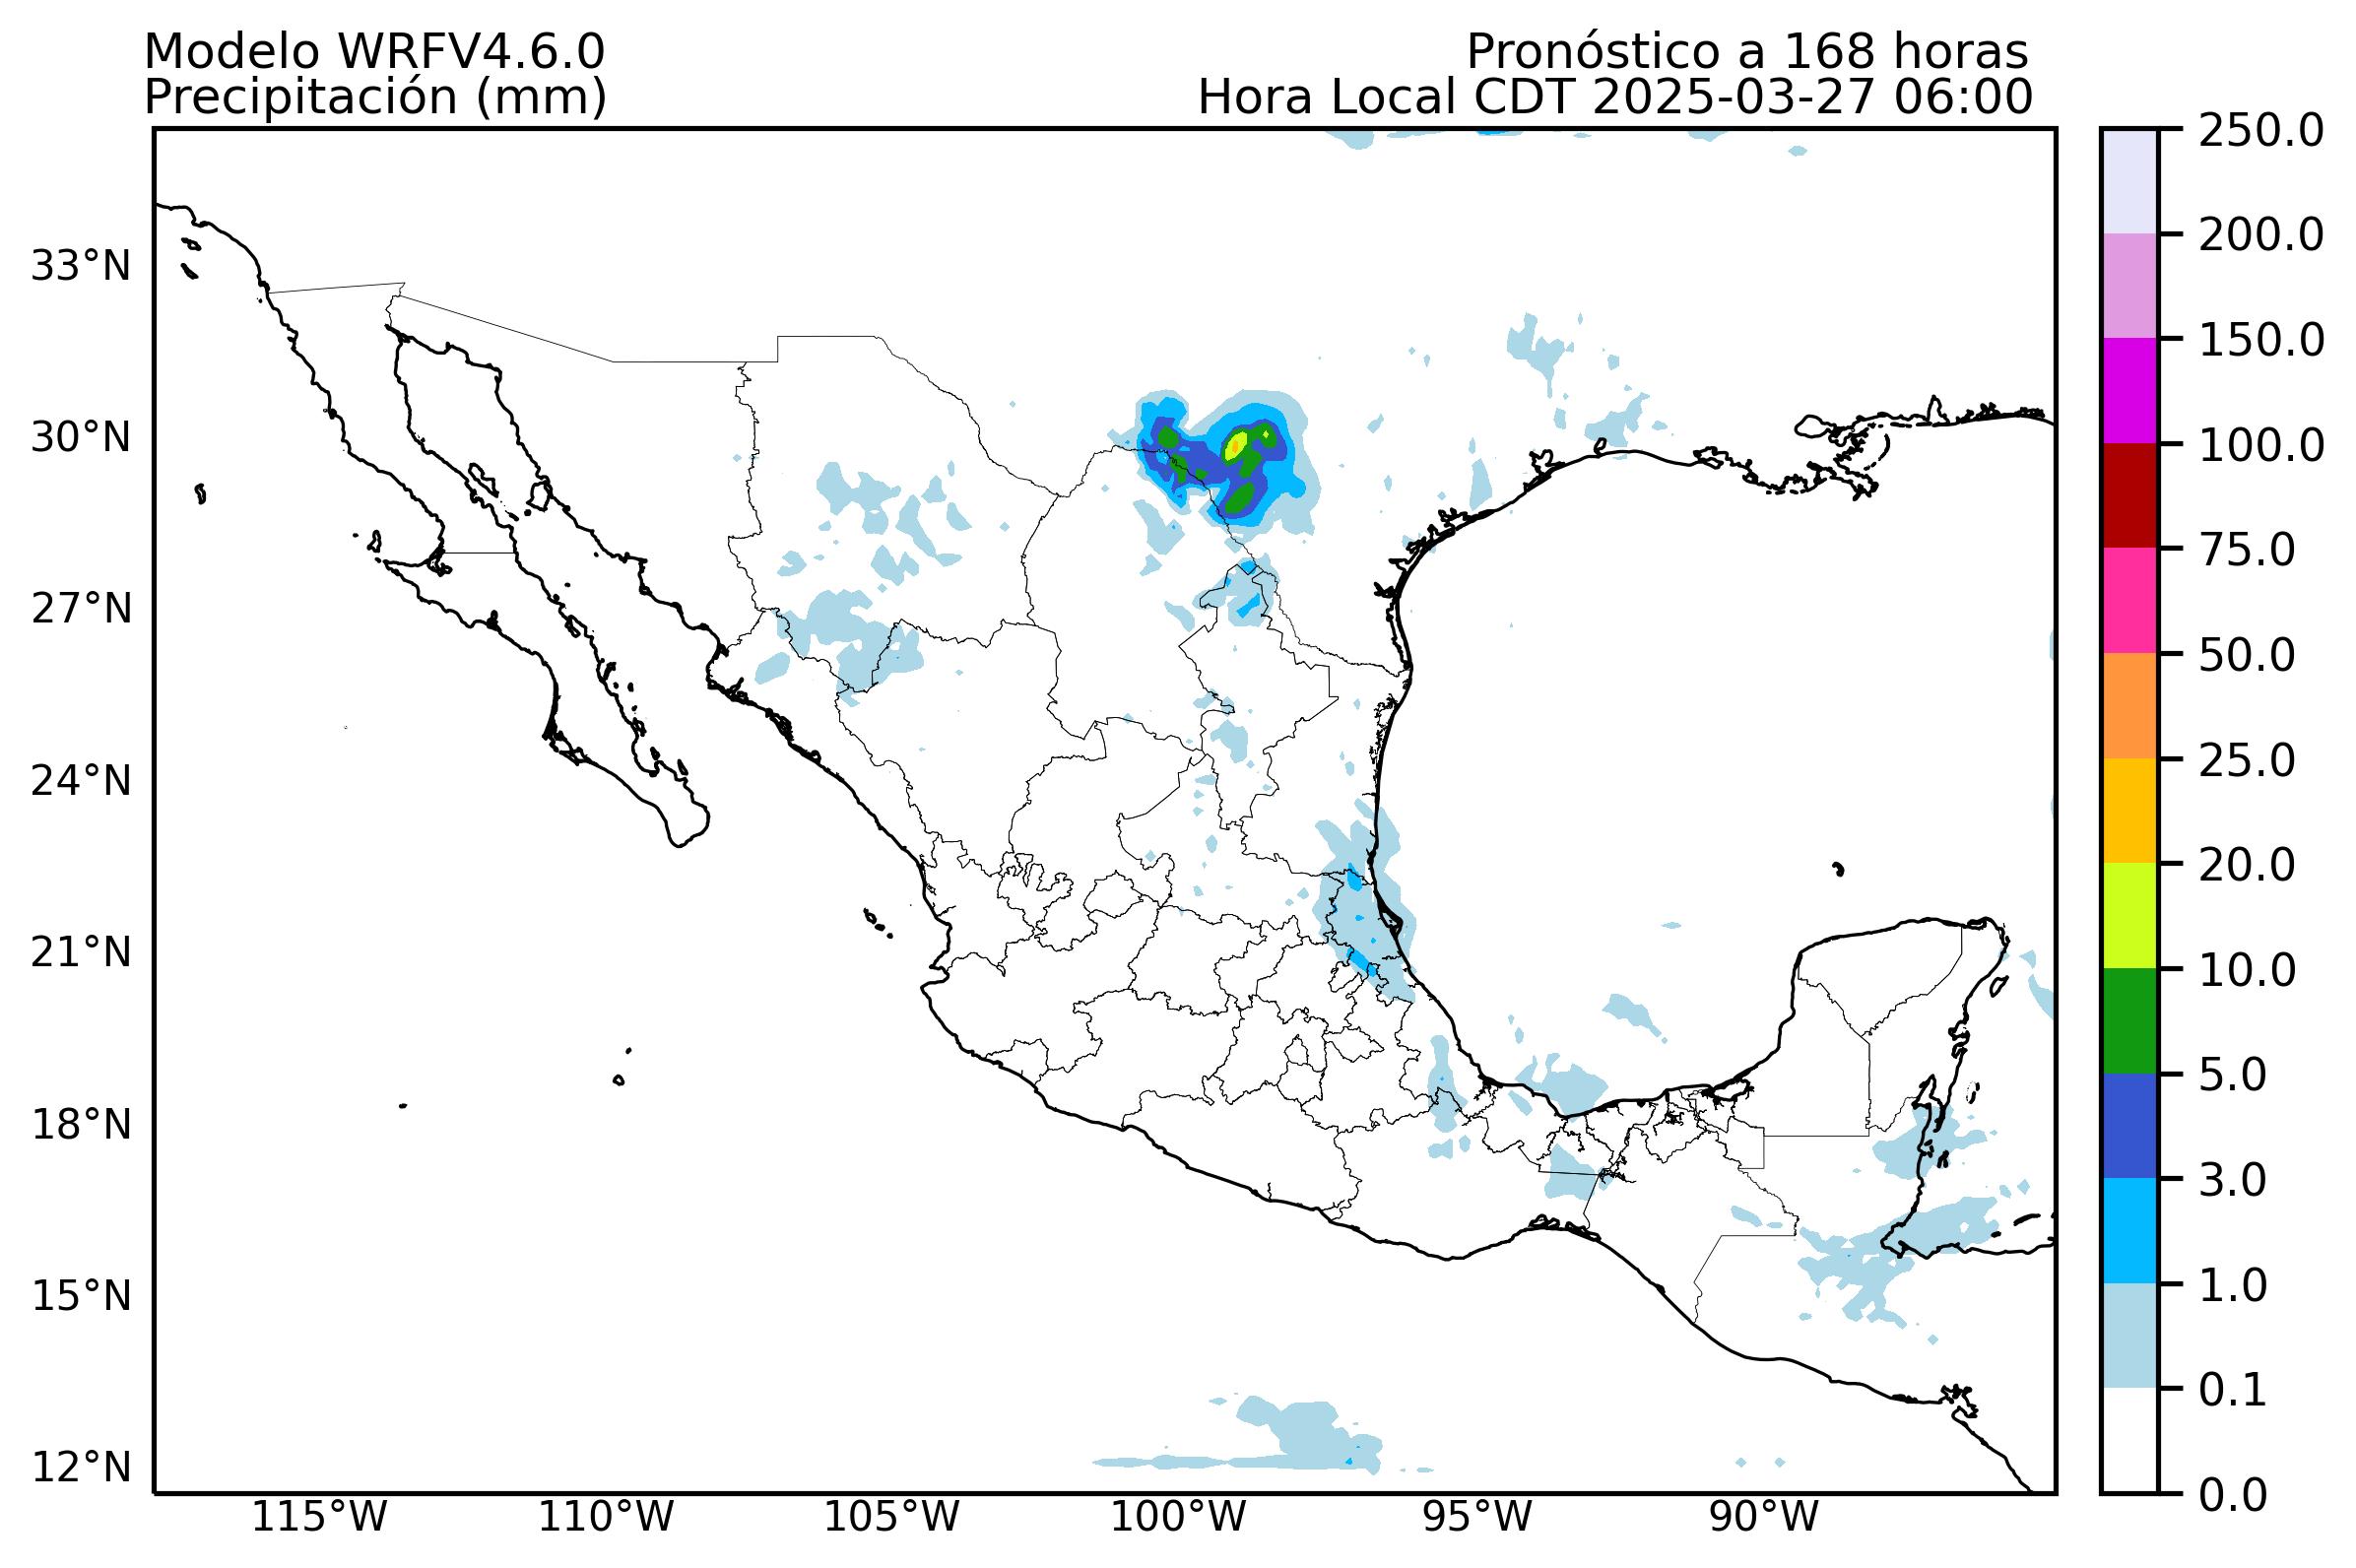 Modelo WRFV4.6.0
Precipitación (mm)
Pronóstico a 168 horas
Hora Local CDT 2025-03-27 06:00
33°N
30°N
27°N
24°N
21°N
18°N
15°N
12°N
115°W
110°W
105°W
100°W
95°W
90°W
250.0
200.0
150.0
100.0
75.0
50.0
25.0
20.0
10.0
5.0
3.0
1.0
0.1
0.0